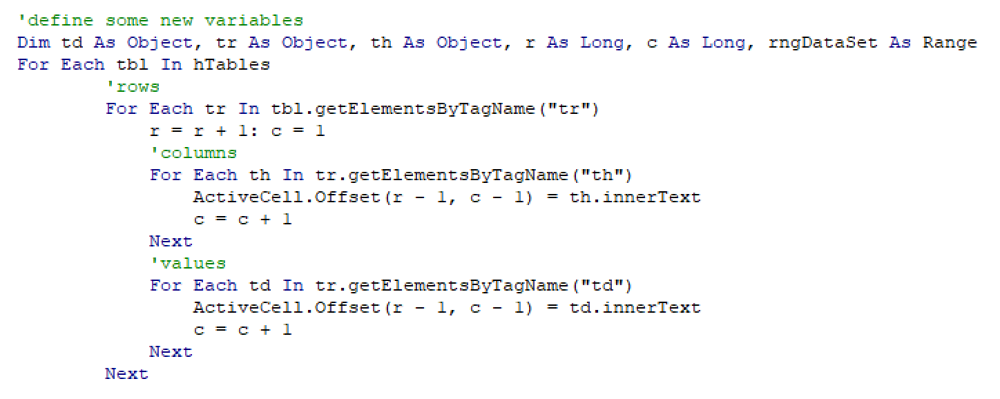 'define some new variables
Dim td As Object, tr As Object, th As Object, r As Long, c As Long, rngDataSet As Range
For Each tbl In hTables
'rows
For Each tr In tbl.getElementsByTagName("tr")
r = r + 1: c = 1
'columns
For Each th In tr.getElementsByTagName("th")
ActiveCell.Offset(r - 1, c - 1) = th.innerText
c = c + 1
Next
'values
For Each td In tr.getElementsByTagName("td")
ActiveCell.Offset(r - 1, c - 1) = td.innerText
c = c + 1
Next
Next